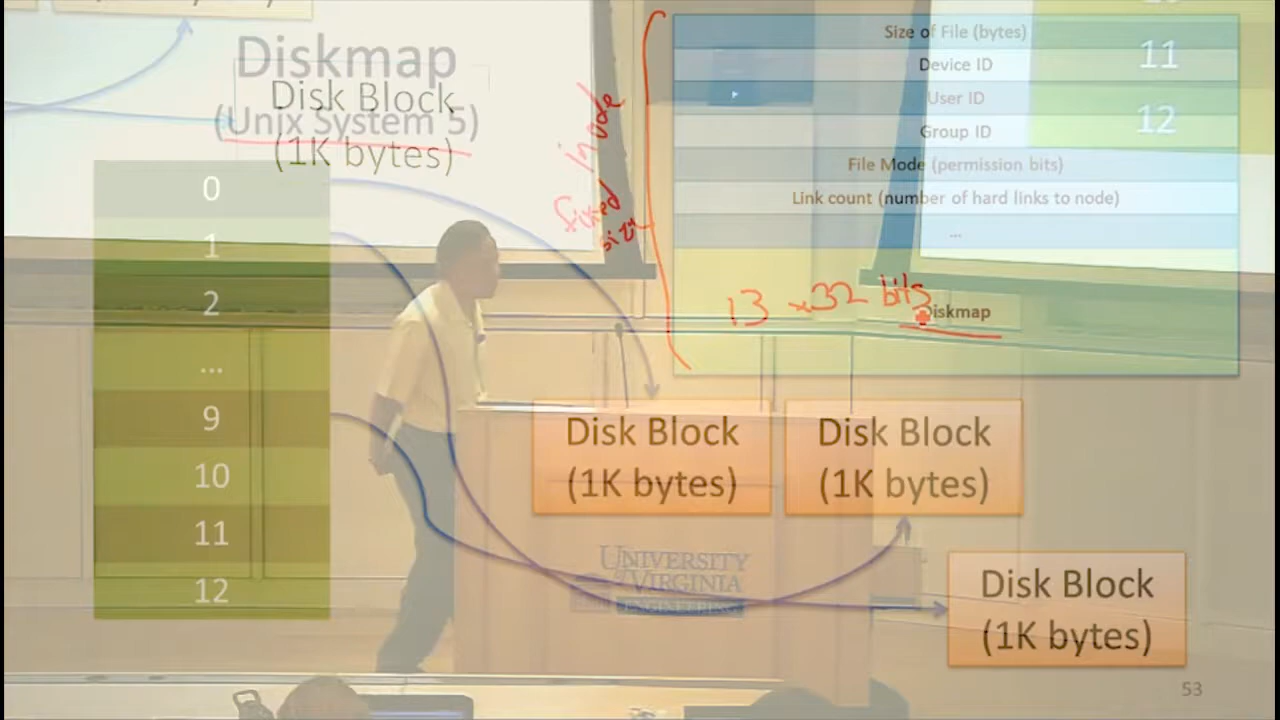 Diskmap
(Unix System 5)
Disk Block
(1K bytes)
0
1
2
...
9
10
11
12
inode
fixed
size
Size of File (bytes)
Device ID
User ID
Group ID
File Mode (permission bits)
Link count (number of hard links to node)
...
13 x 32 bits
Diskmap
11
12
Disk Block
(1K bytes)
Disk Block
(1K bytes)
Disk Block
(1K bytes)
UNIVERSITY
of VIRGINIA
ENGINEERING
53